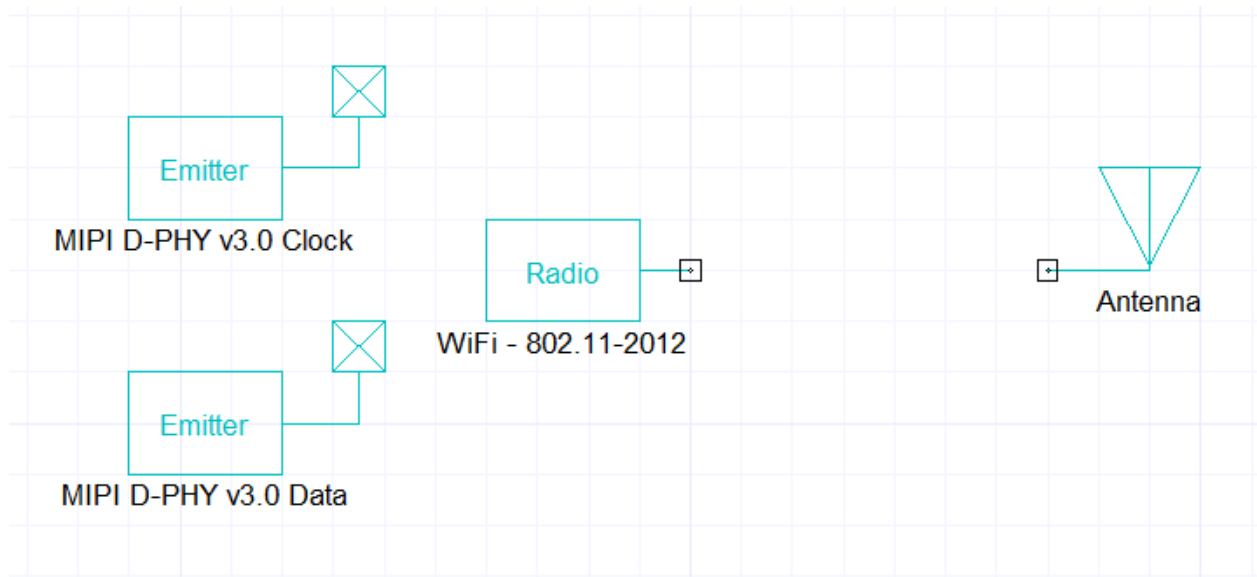 Emitter
MIPI D-PHY v3.0 Clock
Radio
WiFi - 802.11-2012
Antenna
Emitter
MIPI D-PHY v3.0 Data